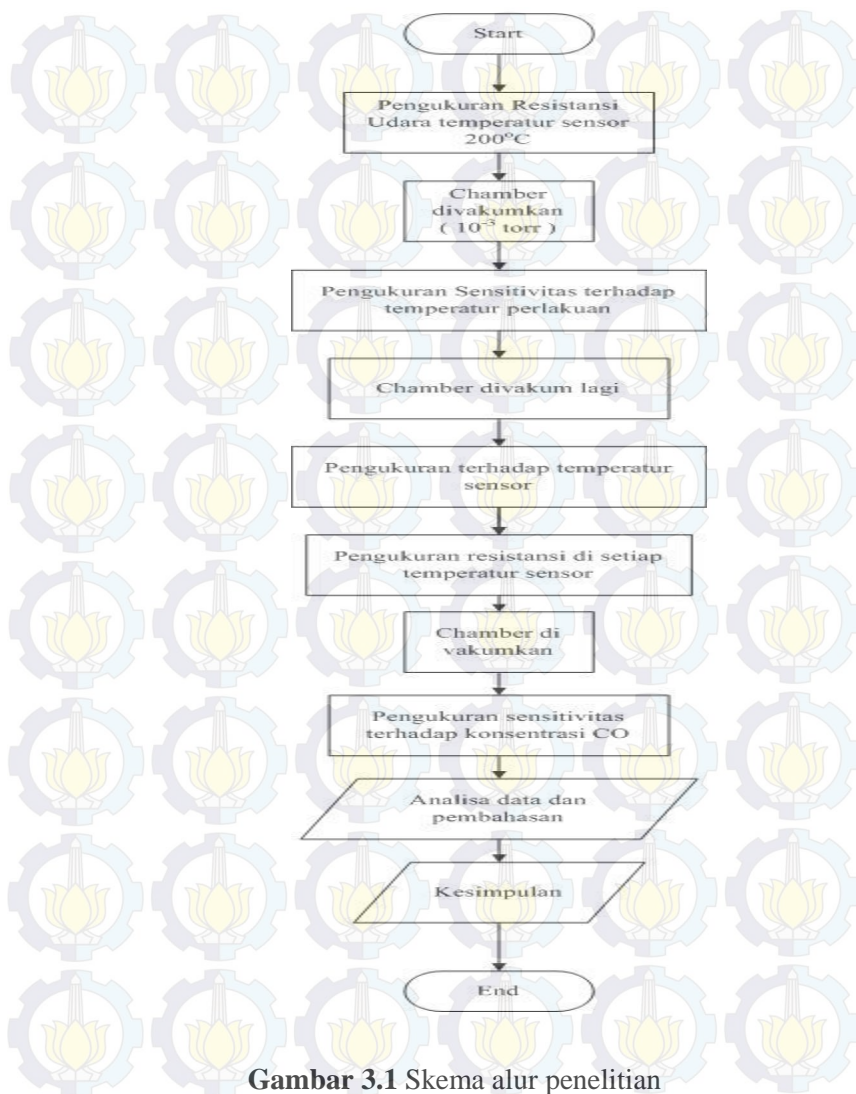 Start
Pengukuran Resistansi
Udara temperatur sensor
200°C
Chamber
divakumkan
( 10⁻³ torr )
Pengukuran Sensitivitas terhadap
temperatur perlakuan
Chamber divakum lagi
Pengukuran terhadap temperatur
sensor
Pengukuran resistansi di setiap
temperatur sensor
Chamber di
vakumkan
Pengukuran sensitivitas
terhadap konsentrasi CO
Analisa data dan
pembahasan
Kesimpulan
End
Gambar 3.1 Skema alur penelitian